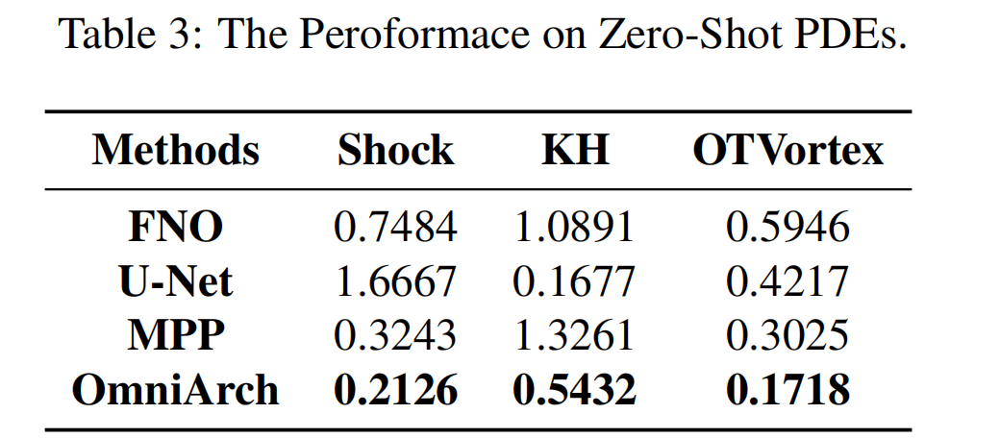 Table 3: The Peroformace on Zero-Shot PDEs.
Methods Shock KH OTVortex
FNO 0.7484 1.0891 0.5946
U-Net 1.6667 0.1677 0.4217
MPP 0.3243 1.3261 0.3025
OmniArch 0.2126 0.5432 0.1718